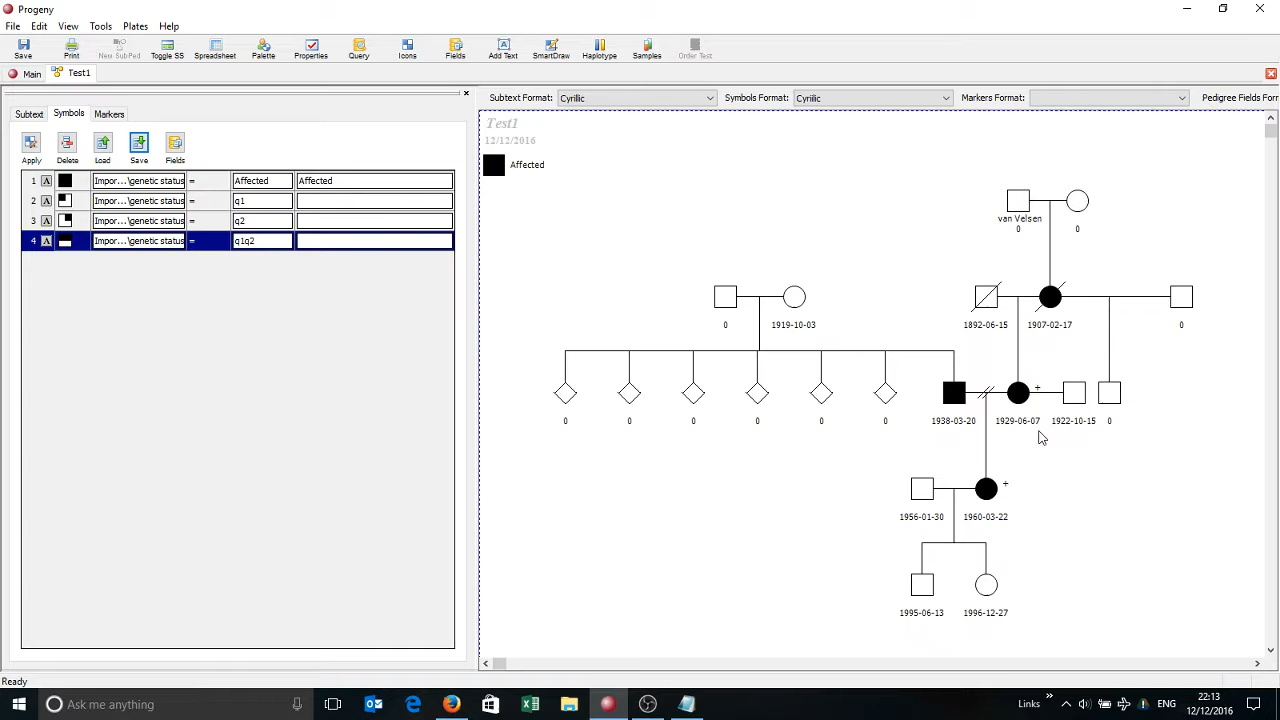 Progeny
File Edit View Tools Plates Help
Save Print New SubPed Toggle SS Spreadsheet Palette Properties Query Icons Fields Add Text SmartDraw Haplotype Samples Order Test
Main Test1
Subtext Symbols Markers
Apply Delete Load Save Fields
1 A Impor...\genetic status = Affected Affected
2 A Impor...\genetic status = q1
3 A Impor...\genetic status = q2
4 A Impor...\genetic status = q1q2
Subtext Format: Cyrillic Symbols Format: Cyrillic Markers Format: Pedigree Fields For
Test1
12/12/2016
Affected
van Velsen
0 0
0 1919-10-03 1892-06-15 1907-02-17 0
+
0 0 0 0 0 0 1938-03-20 1929-06-07 1922-10-15 0
+
1956-01-30 1960-03-22
1995-06-13 1996-12-27
Ready
Ask me anything
Links
ENG
22:13
12/12/2016